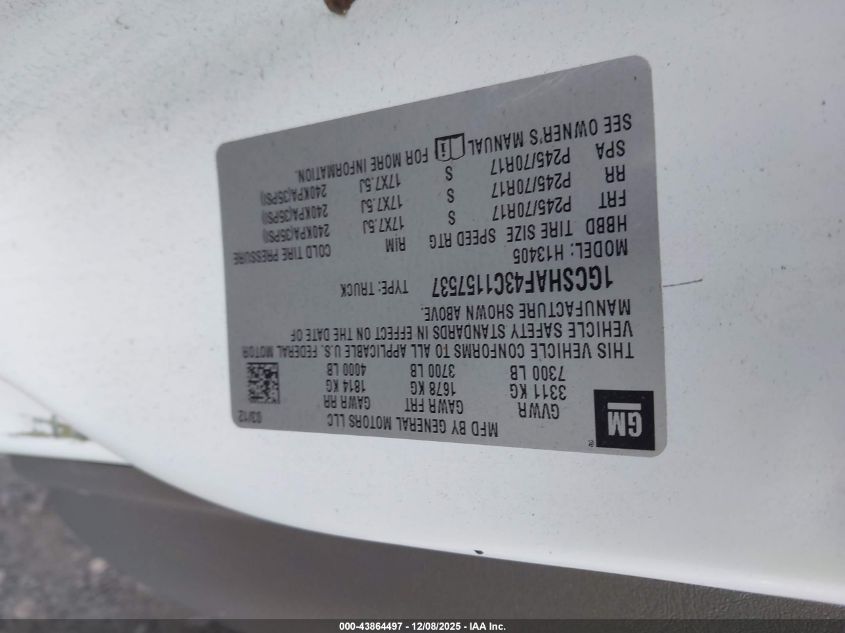 GM
®
MFD BY GENERAL MOTORS LLC
03/12
GVWR GAWR FRT GAWR RR
3311 KG 1678 KG 1814 KG
7300 LB 3700 LB 4000 LB
THIS VEHICLE CONFORMS TO ALL APPLICABLE U.S. FEDERAL MOTOR
VEHICLE SAFETY STANDARDS IN EFFECT ON THE DATE OF
MANUFACTURE SHOWN ABOVE.
1GCSHAF43C1157537 TYPE: TRUCK
MODEL: H13405
HBBD TIRE SIZE SPEED RTG RIM COLD TIRE PRESSURE
FRT P245/70R17 S 17X7.5J 240KPA(35PSI)
RR P245/70R17 S 17X7.5J 240KPA(35PSI)
SPA P245/70R17 S 17X7.5J 240KPA(35PSI)
SEE OWNER'S MANUAL i FOR MORE INFORMATION.
000-43864497 - 12/08/2025 - IAA Inc.